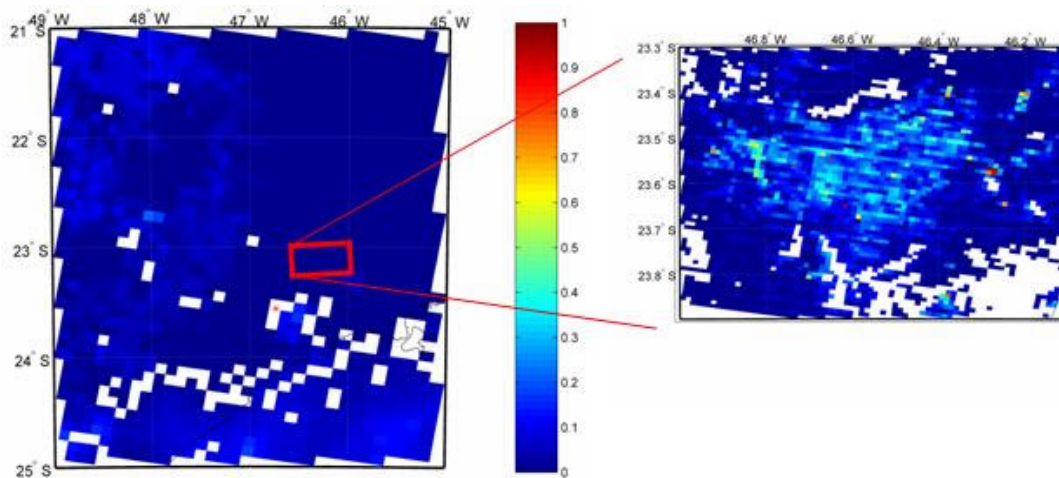 49° W 48° W 47° W 46° W 45° W
21° S
22° S
23° S
24° S
25° S
1
0.9
0.8
0.7
0.6
0.5
0.4
0.3
0.2
0.1
0
46.8° W 46.6° W 46.4° W 46.2° W
23.3° S
23.4° S
23.5° S
23.6° S
23.7° S
23.8° S